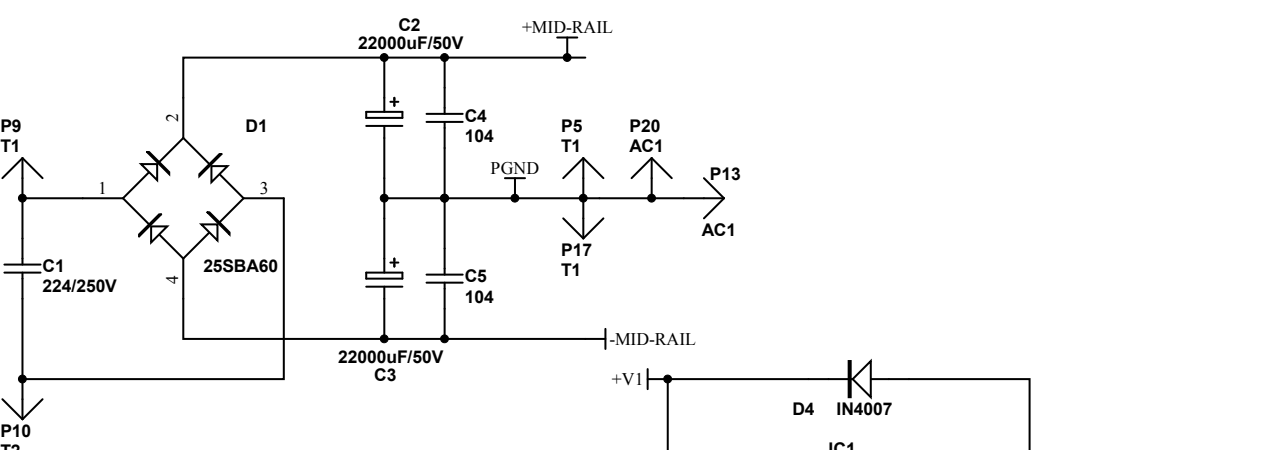 C2
22000uF/50V
+MID-RAIL
P9
T1
2
D1
+
C4
104
P5
T1
P20
AC1
PGND
P13
AC1
1
3
C1
224/250V
4
25SBA60
+
C5
104
P17
T1
-MID-RAIL
22000uF/50V
C3
+V1
D4
IN4007
P10
IC1